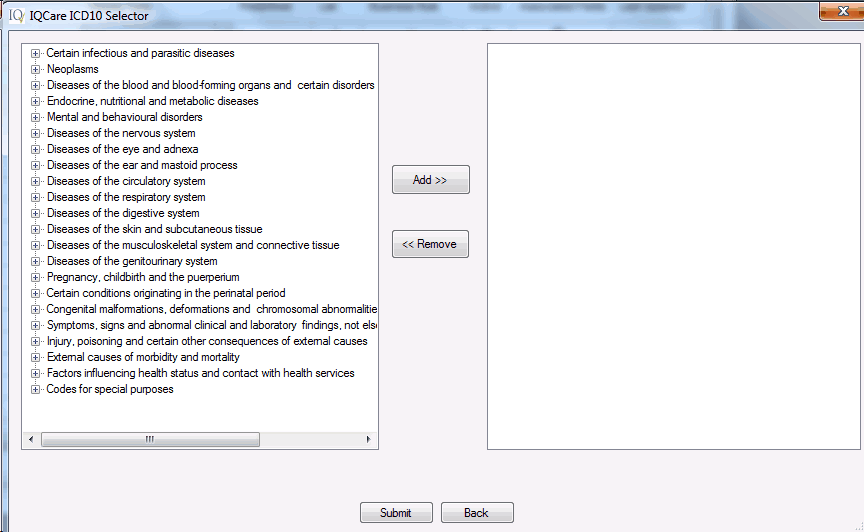 IQCare ICD10 Selector
Certain infectious and parasitic diseases
Neoplasms
Diseases of the blood and blood-forming organs and certain disorders
Endocrine, nutritional and metabolic diseases
Mental and behavioural disorders
Diseases of the nervous system
Diseases of the eye and adnexa
Diseases of the ear and mastoid process
Diseases of the circulatory system
Diseases of the respiratory system
Diseases of the digestive system
Diseases of the skin and subcutaneous tissue
Diseases of the musculoskeletal system and connective tissue
Diseases of the genitourinary system
Pregnancy, childbirth and the puerperium
Certain conditions originating in the perinatal period
Congenital malformations, deformations and chromosomal abnormalitie
Symptoms, signs and abnormal clinical and laboratory findings, not els
Injury, poisoning and certain other consequences of external causes
External causes of morbidity and mortality
Factors influencing health status and contact with health services
Codes for special purposes
Add >>
<< Remove
Submit
Back